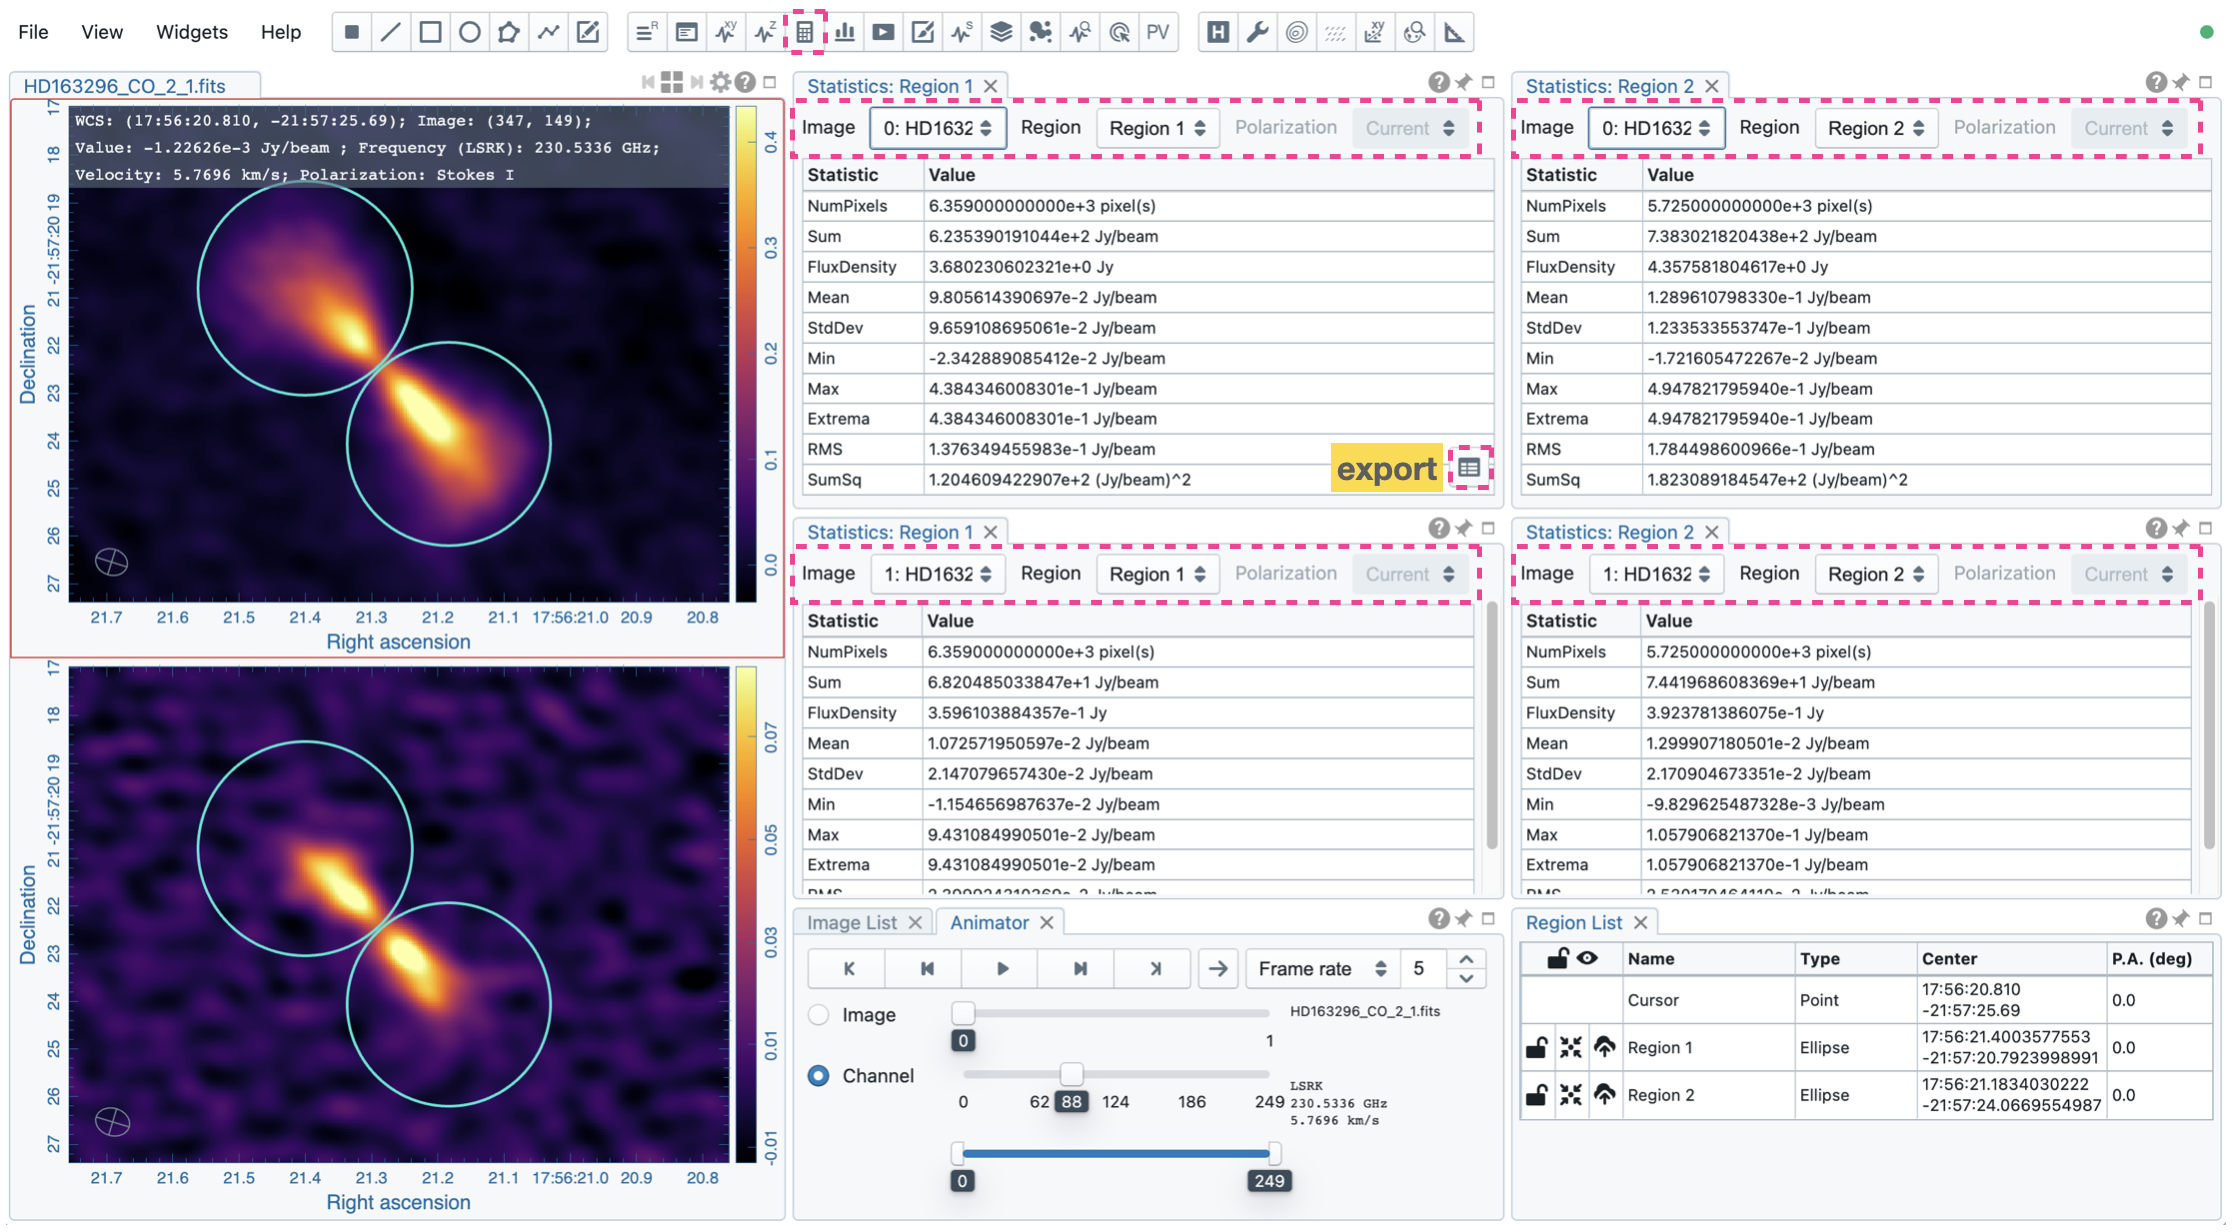 File View Widgets Help
R XY Z S PV H XY
HD163296_CO_2_1.fits
WCS: (17:56:20.810, -21:57:25.69); Image: (347, 149);
Value: -1.22626e-3 Jy/beam ; Frequency (LSRK): 230.5336 GHz;
Velocity: 5.7696 km/s; Polarization: Stokes I
17
18
21 -21:57:20 19
22
23
24
25
26
27
Declination
0.4
0.3
0.2
0.1
0.0
21.7 21.6 21.5 21.4 21.3 21.2 21.1 17:56:21.0 20.9 20.8
Right ascension
17
18
21 -21:57:20 19
22
23
24
25
26
27
Declination
0.07
0.05
0.03
0.01
-0.01
21.7 21.6 21.5 21.4 21.3 21.2 21.1 17:56:21.0 20.9 20.8
Right ascension
Statistics: Region 1
Image 0: HD1632 Region Region 1 Polarization Current
Statistic Value
NumPixels 6.359000000000e+3 pixel(s)
Sum 6.235390191044e+2 Jy/beam
FluxDensity 3.680230602321e+0 Jy
Mean 9.805614390697e-2 Jy/beam
StdDev 9.659108695061e-2 Jy/beam
Min -2.342889085412e-2 Jy/beam
Max 4.384346008301e-1 Jy/beam
Extrema 4.384346008301e-1 Jy/beam
RMS 1.376349455983e-1 Jy/beam
SumSq 1.204609422907e+2 (Jy/beam)^2
export
Statistics: Region 2
Image 0: HD1632 Region Region 2 Polarization Current
Statistic Value
NumPixels 5.725000000000e+3 pixel(s)
Sum 7.383021820438e+2 Jy/beam
FluxDensity 4.357581804617e+0 Jy
Mean 1.289610798330e-1 Jy/beam
StdDev 1.233533553747e-1 Jy/beam
Min -1.721605472267e-2 Jy/beam
Max 4.947821795940e-1 Jy/beam
Extrema 4.947821795940e-1 Jy/beam
RMS 1.784498600966e-1 Jy/beam
SumSq 1.823089184547e+2 (Jy/beam)^2
Statistics: Region 1
Image 1: HD1632 Region Region 1 Polarization Current
Statistic Value
NumPixels 6.359000000000e+3 pixel(s)
Sum 6.820485033847e+1 Jy/beam
FluxDensity 3.596103884357e-1 Jy
Mean 1.072571950597e-2 Jy/beam
StdDev 2.147079657430e-2 Jy/beam
Min -1.154656987637e-2 Jy/beam
Max 9.431084990501e-2 Jy/beam
Extrema 9.431084990501e-2 Jy/beam
RMS
Statistics: Region 2
Image 1: HD1632 Region Region 2 Polarization Current
Statistic Value
NumPixels 5.725000000000e+3 pixel(s)
Sum 7.441968608369e+1 Jy/beam
FluxDensity 3.923781386075e-1 Jy
Mean 1.299907180501e-2 Jy/beam
StdDev 2.170904673351e-2 Jy/beam
Min -9.829625487328e-3 Jy/beam
Max 1.057906821370e-1 Jy/beam
Extrema 1.057906821370e-1 Jy/beam
RMS
Image List Animator
Frame rate 5
Image HD163296_CO_2_1.fits
0 1
Channel
0 62 88 124 186 249
LSRK
230.5336 GHz
5.7696 km/s
0 249
Region List
Name Type Center P.A. (deg)
Cursor Point 17:56:20.810 0.0
-21:57:25.69
Region 1 Ellipse 17:56:21.4003577553 0.0
-21:57:20.7923998991
Region 2 Ellipse 17:56:21.1834030222 0.0
-21:57:24.0669554987